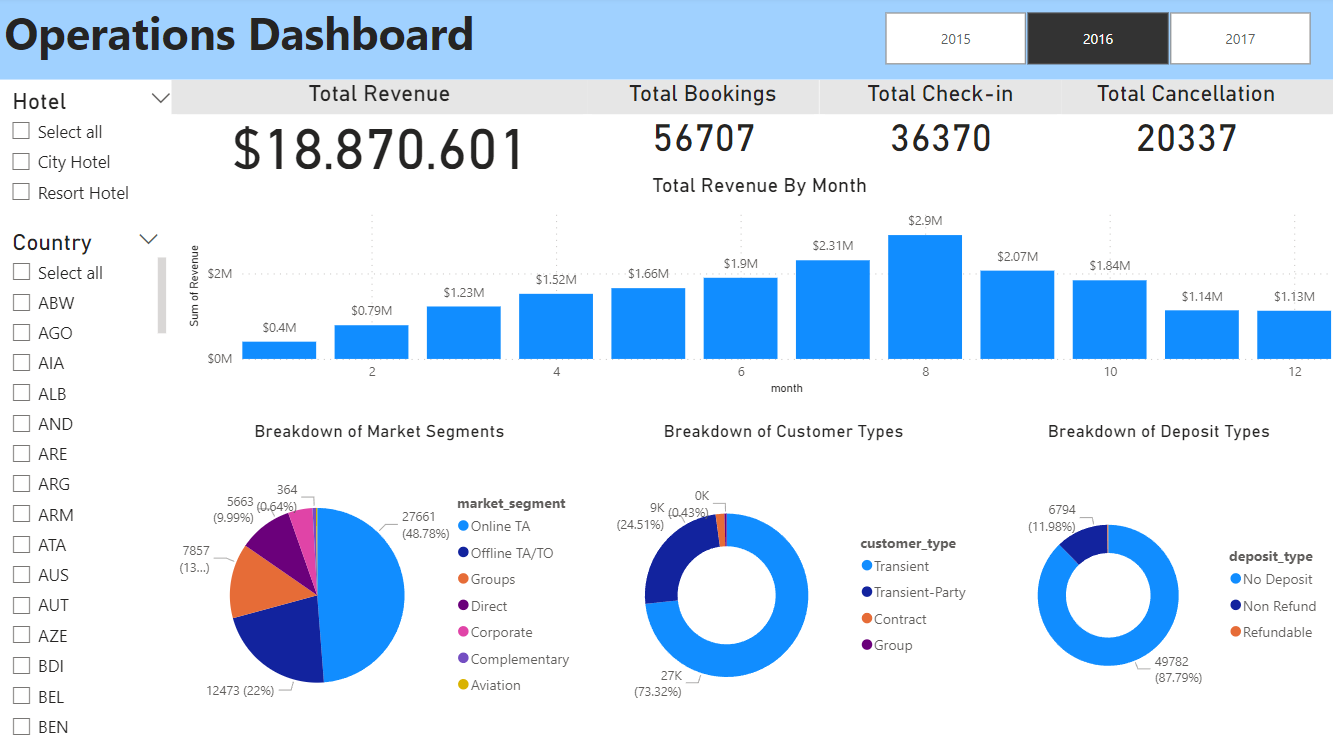 Operations Dashboard
2015
2016
2017
Hotel
Select all
City Hotel
Resort Hotel
Country
Select all
ABW
AGO
AIA
ALB
AND
ARE
ARG
ARM
ATA
AUS
AUT
AZE
BDI
BEL
BEN
Total Revenue
$18.870.601
Total Bookings
56707
Total Check-in
36370
Total Cancellation
20337
Total Revenue By Month
Sum of Revenue
$2M
$0M
$0.4M
$0.79M
$1.23M
$1.52M
$1.66M
$1.9M
$2.31M
$2.9M
$2.07M
$1.84M
$1.14M
$1.13M
2
4
6
8
10
12
month
Breakdown of Market Segments
27661
(48.78%)
12473 (22%)
7857
(13...)
5663
(9.99%)
364
(0.64%)
market_segment
Online TA
Offline TA/TO
Groups
Direct
Corporate
Complementary
Aviation
Breakdown of Customer Types
0K
(0.43%)
9K
(24.51%)
27K
(73.32%)
customer_type
Transient
Transient-Party
Contract
Group
Breakdown of Deposit Types
6794
(11.98%)
49782
(87.79%)
deposit_type
No Deposit
Non Refund
Refundable